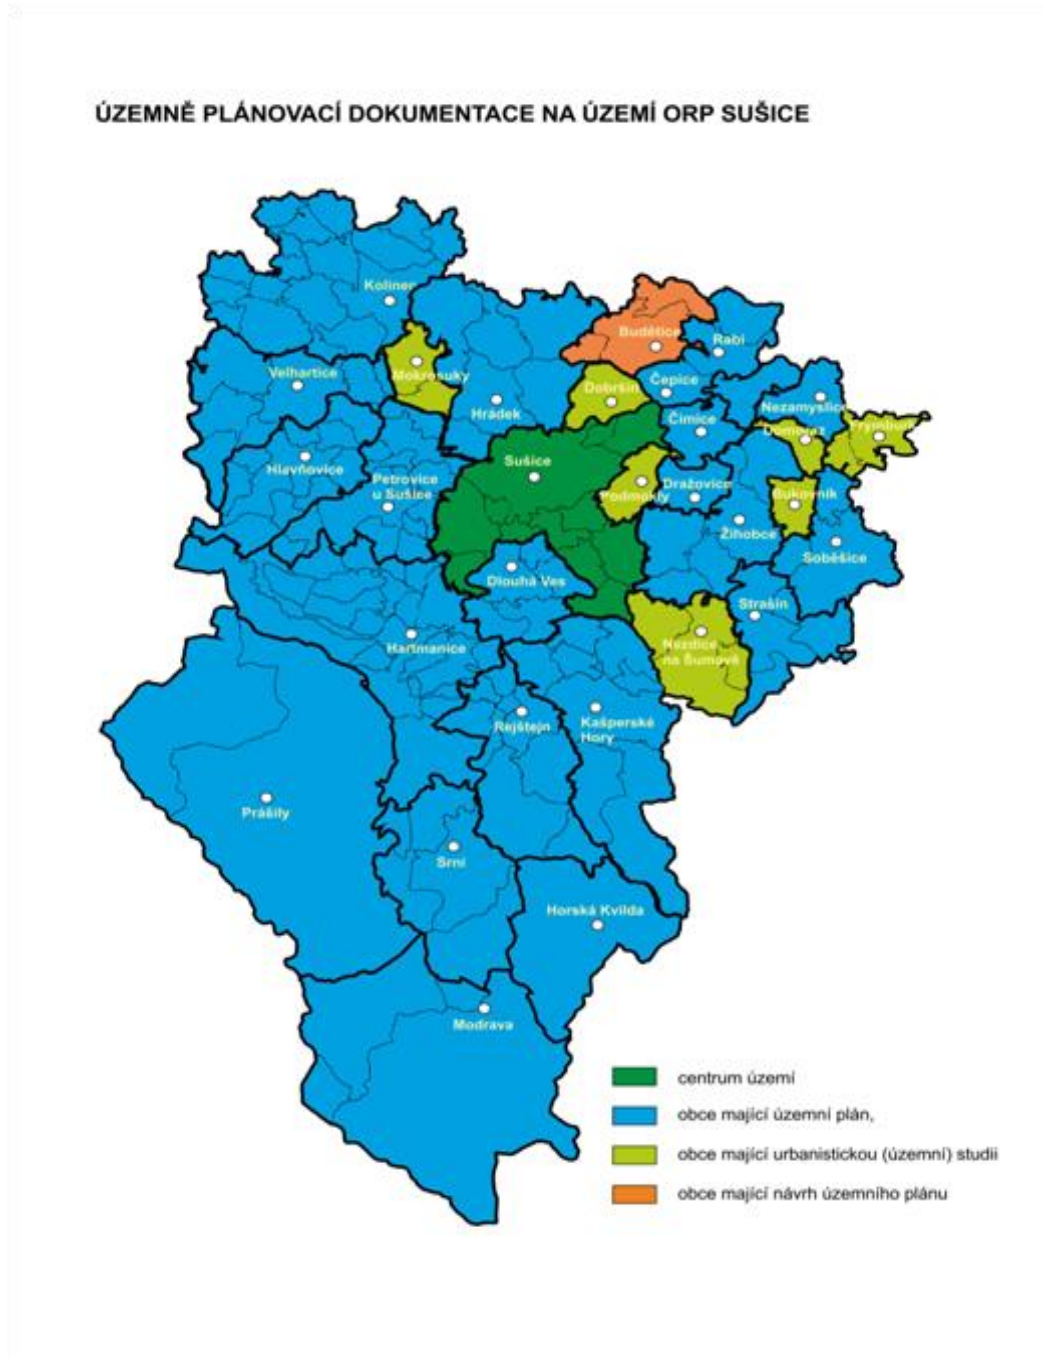 ÚZEMNĚ PLÁNOVACÍ DOKUMENTACE NA ÚZEMÍ ORP SUŠICE
Kolinec
Budětice
Rabí
Velhartice
Mokrosuky
Dobršín
Čepice
Hrádek
Nezamyslice
Čímice
Domoraz
Frymburk
Sušice
Hlavňovice
Petrovice
u Sušice
Podmokly
Dražovice
Bukovník
Žihobce
Soběšice
Dlouhá Ves
Strašín
Hartmanice
Nezdice
na Šumavě
Rejštejn
Kašperské
Hory
Prášily
Srní
Horská Kvilda
Modrava
centrum území
obce mající územní plán,
obce mající urbanistickou (územní) studii
obce mající návrh územního plánu